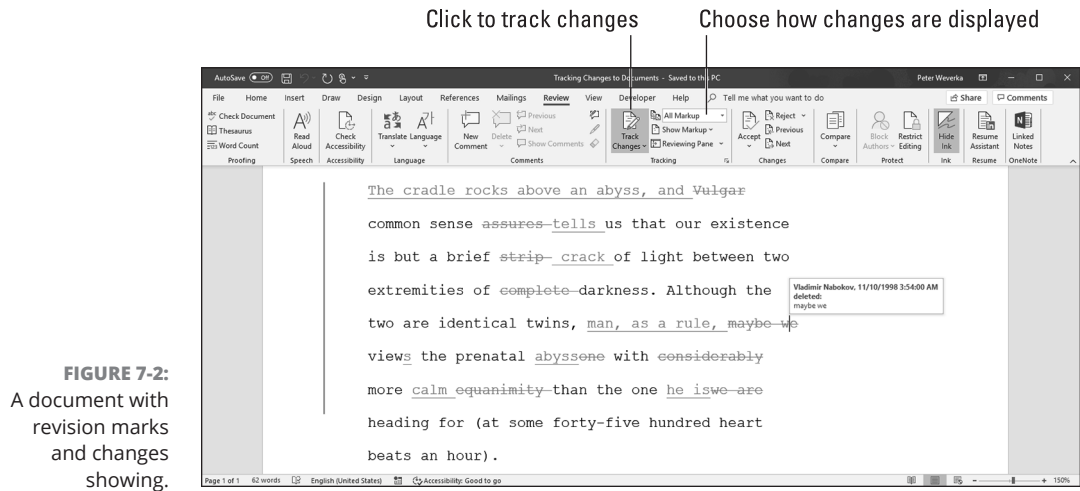 Click to track changes Choose how changes are displayed
AutoSave Off Tracking Changes to Documents - Saved to this PC Peter Weverka
File Home Insert Draw Design Layout References Mailings Review View Developer Help Tell me what you want to do Share Comments
Check Document
Thesaurus
Word Count
Proofing
Read Aloud
Speech
Check Accessibility
Accessibility
Translate Language
Language
New Comment
Delete
Previous
Next
Show Comments
Comments
Track Changes
All Markup
Show Markup
Reviewing Pane
Tracking
Accept
Reject
Previous
Next
Changes
Compare
Compare
Block Authors
Restrict Editing
Protect
Hide Ink
Ink
Resume Assistant
Resume
Linked Notes
OneNote
The cradle rocks above an abyss, and Vulgar
common sense assures tells us that our existence
is but a brief strip crack of light between two
extremities of complete darkness. Although the
two are identical twins, man, as a rule, maybe we
views the prenatal abyssone with considerably
more calm equanimity than the one he iswe are
heading for (at some forty-five hundred heart
beats an hour).
Vladimir Nabokov, 11/10/1998 3:54:00 AM
deleted:
maybe we
Page 1 of 1 62 words English (United States) Accessibility: Good to go 150%
FIGURE 7-2:
A document with
revision marks
and changes
showing.